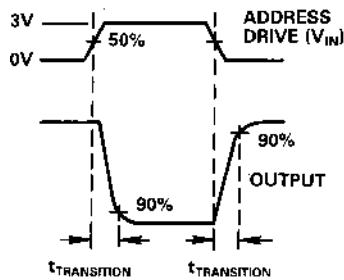 3V
ADDRESS
DRIVE (VIN)
50%
0V
90%
90%
OUTPUT
tTRANSITION
tTRANSITION